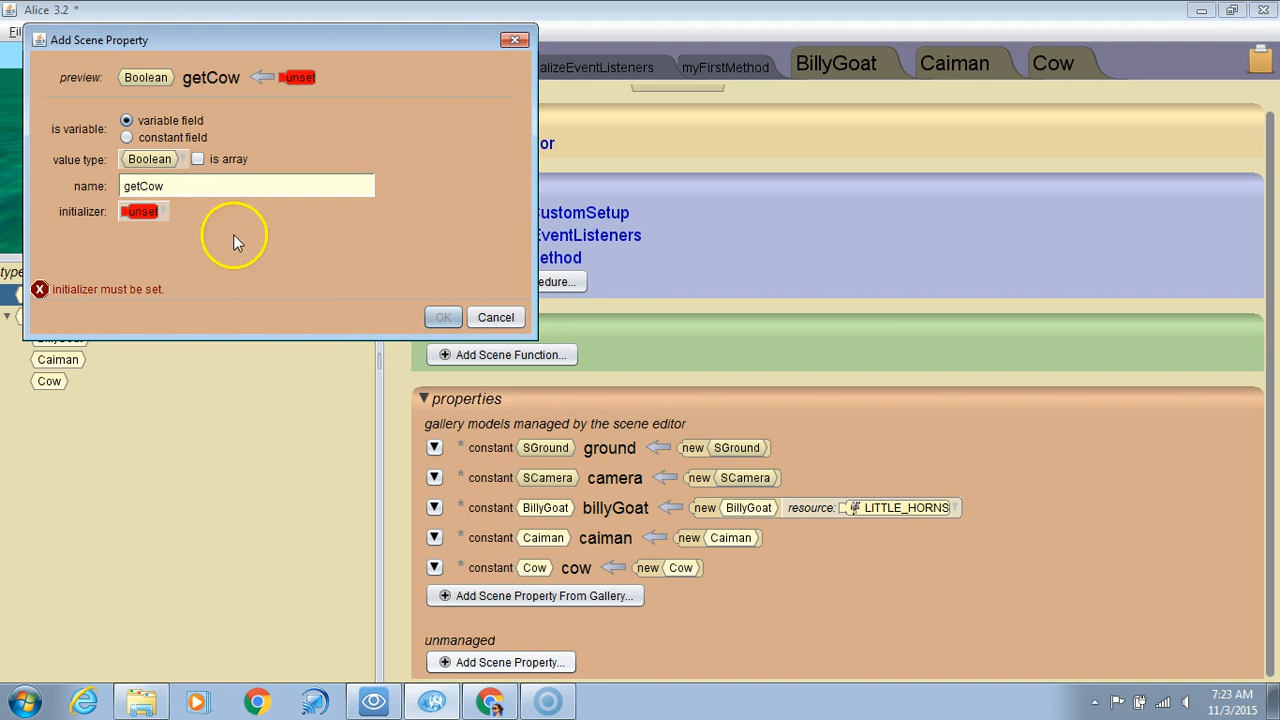 Alice 3.2 *
Fil
Add Scene Property
preview: Boolean getCow unset
is variable: variable field
constant field
value type: Boolean is array
name: getCow
initializer: unset
initializer must be set.
OK Cancel
alizeEventListeners myFirstMethod BillyGoat Caiman Cow
or
CustomSetup
EventListeners
ethod
edure...
Add Scene Function...
type
Caiman
Cow
properties
gallery models managed by the scene editor
* constant SGround ground new SGround
* constant SCamera camera new SCamera
* constant BillyGoat billyGoat new BillyGoat resource: LITTLE_HORNS
* constant Caiman caiman new Caiman
* constant Cow cow new Cow
Add Scene Property From Gallery...
unmanaged
Add Scene Property...
7:23 AM
11/3/2015